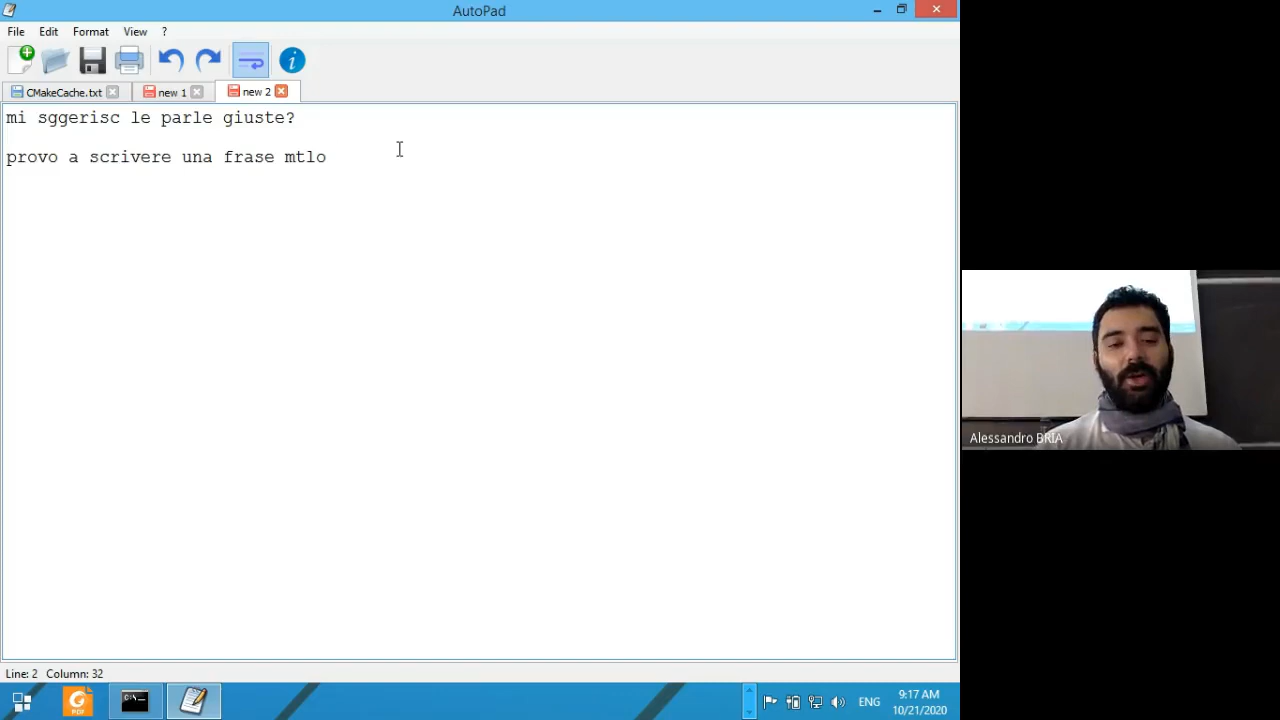 AutoPad
File Edit Format View ?
CMakeCache.txt new 1 new 2
mi sggerisc le parle giuste?
provo a scrivere una frase mtlo
Alessandro BRIA
Line: 2 Column: 32
PDF
C:\
ENG
9:17 AM
10/21/2020